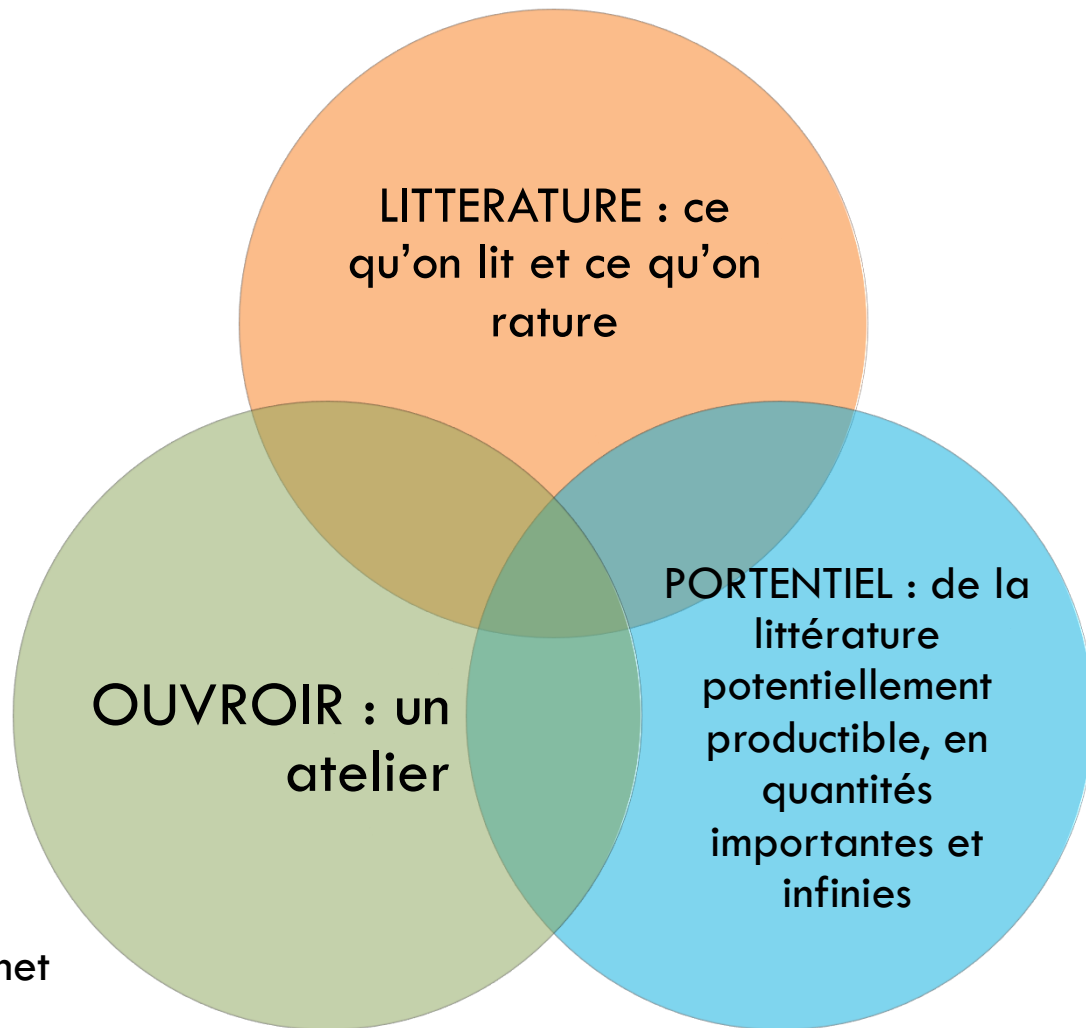 LITTERATURE : ce
qu’on lit et ce qu’on
rature
PORTENTIEL : de la
littérature
potentiellement
productible, en
quantités
importantes et
infinies
OUVROIR : un
atelier
net